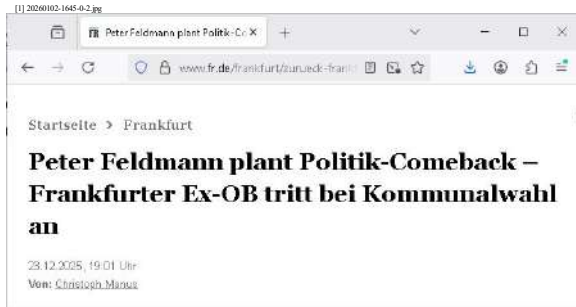 [1] 20260102-1645-0-2.jpg
FR Peter Feldmann plant Politik-Co
www.fr.de/frankfurt/zurueck-frank
Startseite > Frankfurt
Peter Feldmann plant Politik-Comeback –
Frankfurter Ex-OB tritt bei Kommunalwahl
an
23.12.2025, 19:01 Uhr
Von: Christoph Manus